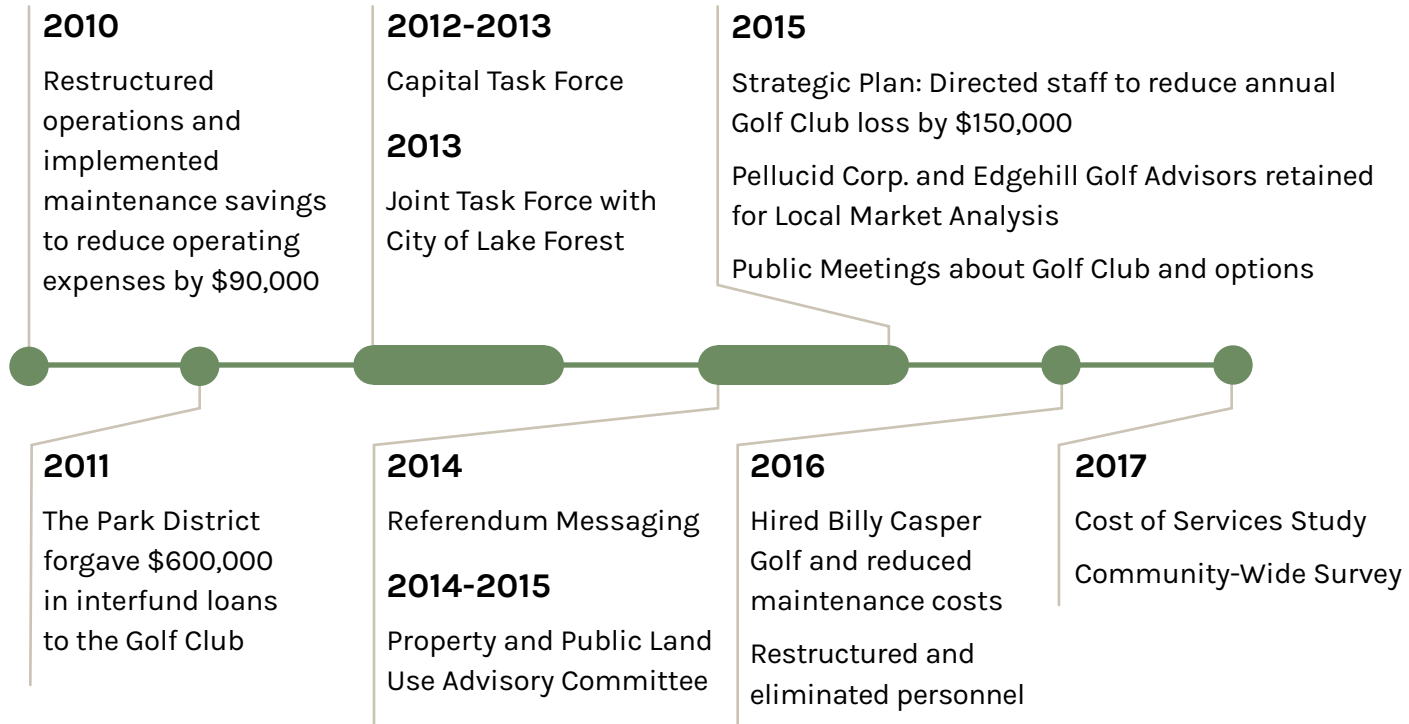 2010
Restructured
operations and
implemented
maintenance savings
to reduce operating
expenses by $90,000
2012-2013
Capital Task Force
2013
Joint Task Force with
City of Lake Forest
2015
Strategic Plan: Directed staff to reduce annual
Golf Club loss by $150,000
Pellucid Corp. and Edgehill Golf Advisors retained
for Local Market Analysis
Public Meetings about Golf Club and options
2011
The Park District
forgave $600,000
in interfund loans
to the Golf Club
2014
Referendum Messaging
2014-2015
Property and Public Land
Use Advisory Committee
2016
Hired Billy Casper
Golf and reduced
maintenance costs
Restructured and
eliminated personnel
2017
Cost of Services Study
Community-Wide Survey